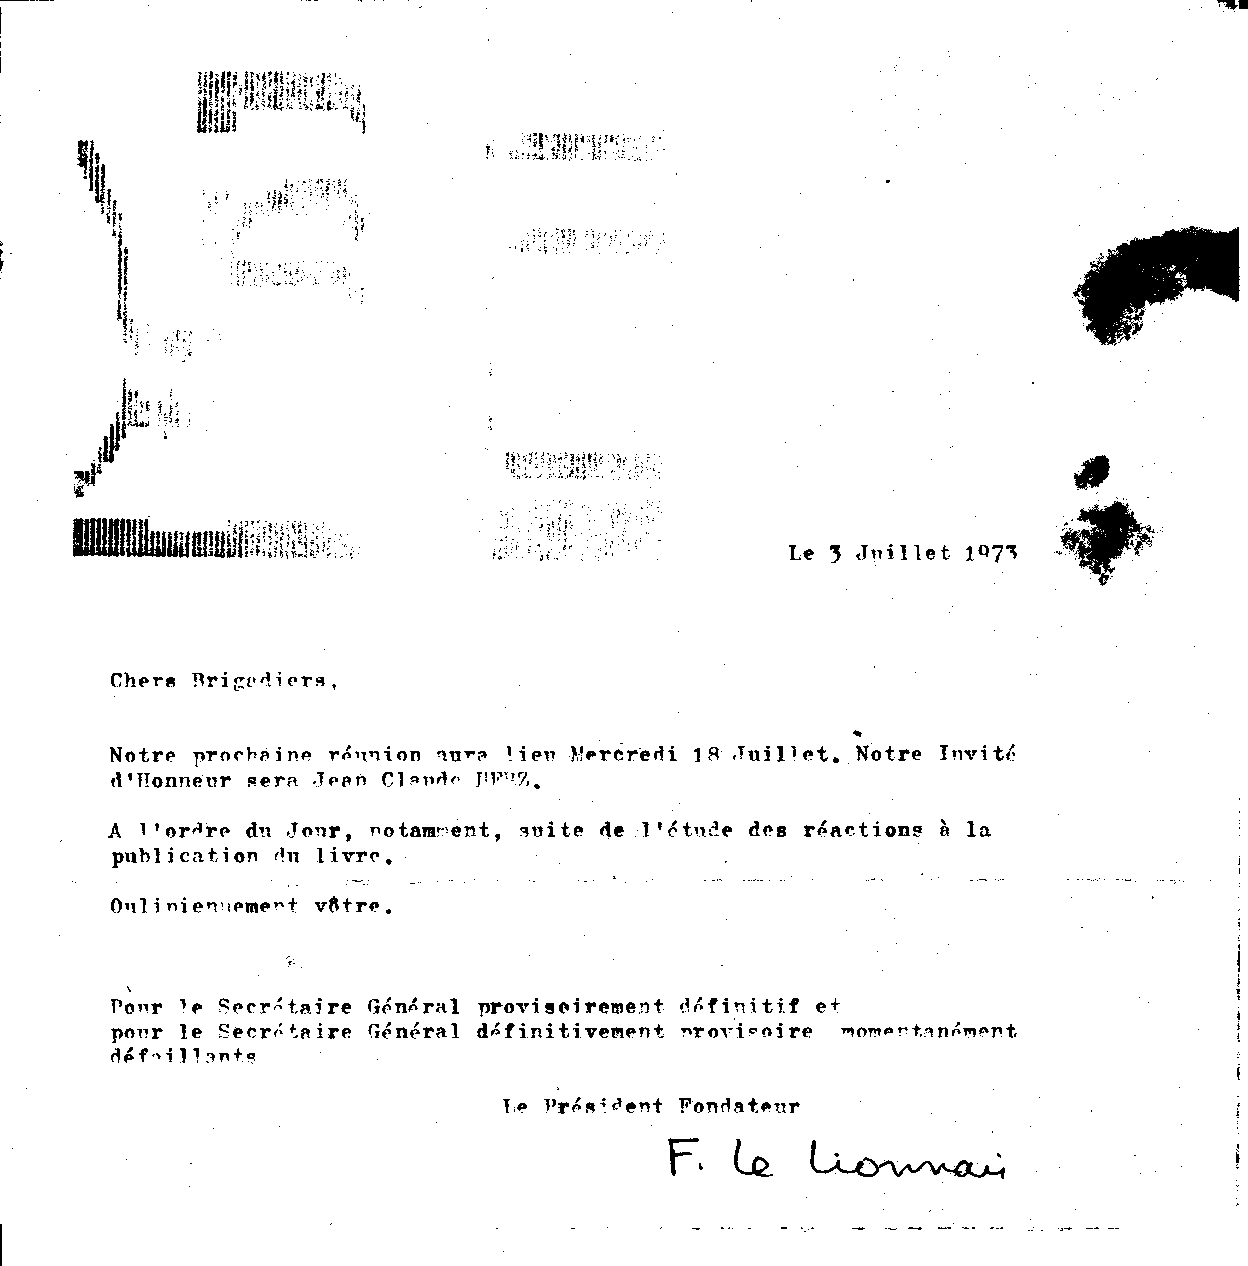 Le 3 Juillet 1973
Chers Brigadiers,
Notre prochaine réunion aura lieu Mercredi 18 Juillet. Notre Invité
d'Honneur sera Jean Claude
A l'ordre du Jour, notamment, suite de l'étude des réactions à la
publication du livre.
Oulipiennement vôtre.
Pour le Secrétaire Général provisoirement définitif et
pour le Secrétaire Général définitivement provisoire momentanément
défaillants
Le Président Fondateur
F. Le Lionnais